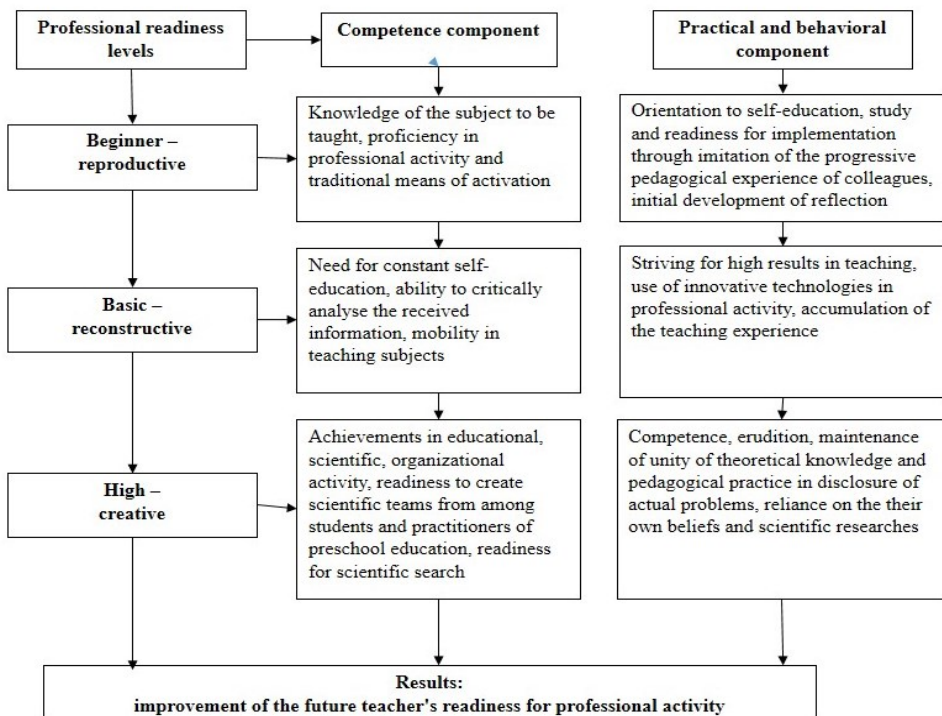 Professional readiness
levels
Competence component
Practical and behavioral
component
Beginner –
reproductive
Knowledge of the subject to be
taught, proficiency in
professional activity and
traditional means of activation
Orientation to self-education, study
and readiness for implementation
through imitation of the progressive
pedagogical experience of colleagues,
initial development of reflection
Basic –
reconstructive
Need for constant self-
education, ability to critically
analyse the received
information, mobility in
teaching subjects
Striving for high results in teaching,
use of innovative technologies in
professional activity, accumulation of
the teaching experience
High –
creative
Achievements in educational,
scientific, organizational
activity, readiness to create
scientific teams from among
students and practitioners of
preschool education, readiness
for scientific search
Competence, erudition, maintenance
of unity of theoretical knowledge and
pedagogical practice in disclosure of
actual problems, reliance on the their
own beliefs and scientific researches
Results:
improvement of the future teacher's readiness for professional activity